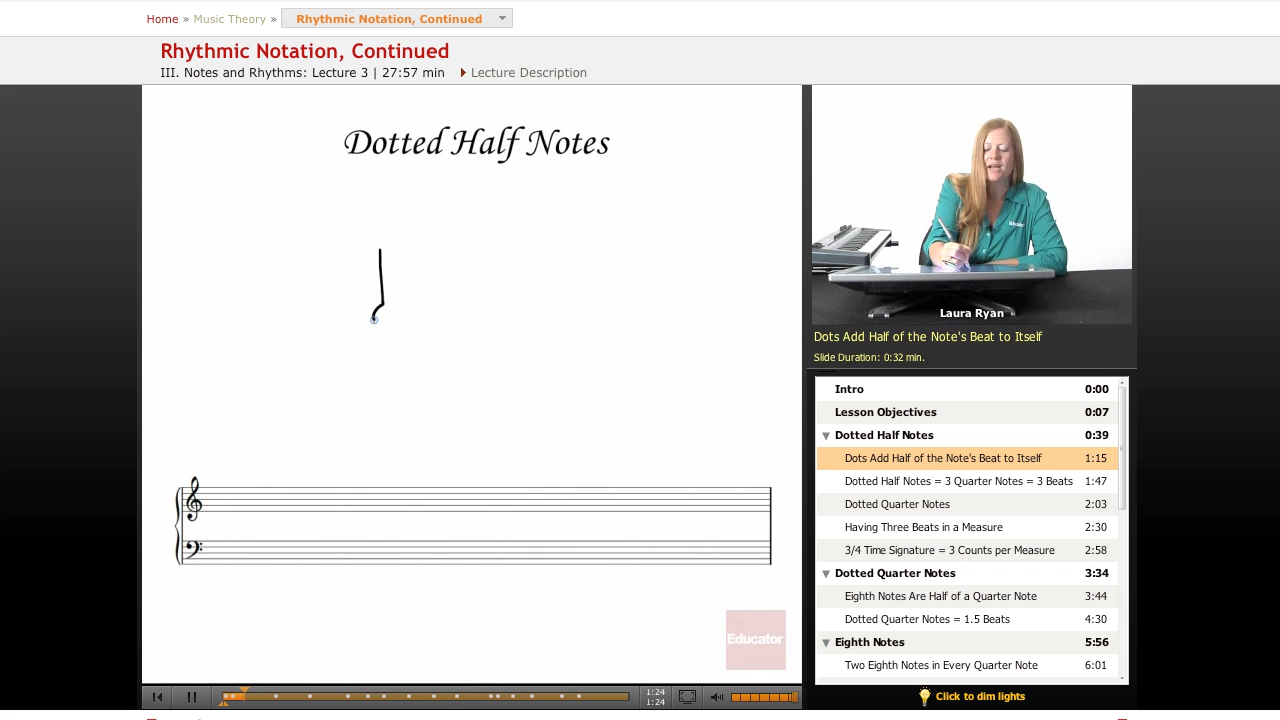 Home » Music Theory » Rhythmic Notation, Continued
Rhythmic Notation, Continued
III. Notes and Rhythms: Lecture 3 | 27:57 min Lecture Description
Dotted Half Notes
Educator
Laura Ryan
Dots Add Half of the Note's Beat to Itself
Slide Duration: 0:32 min.
Intro 0:00
Lesson Objectives 0:07
Dotted Half Notes 0:39
Dots Add Half of the Note's Beat to Itself 1:15
Dotted Half Notes = 3 Quarter Notes = 3 Beats 1:47
Dotted Quarter Notes 2:03
Having Three Beats in a Measure 2:30
3/4 Time Signature = 3 Counts per Measure 2:58
Dotted Quarter Notes 3:34
Eighth Notes Are Half of a Quarter Note 3:44
Dotted Quarter Notes = 1.5 Beats 4:30
Eighth Notes 5:56
Two Eighth Notes in Every Quarter Note 6:01
1:24
1:24
Click to dim lights